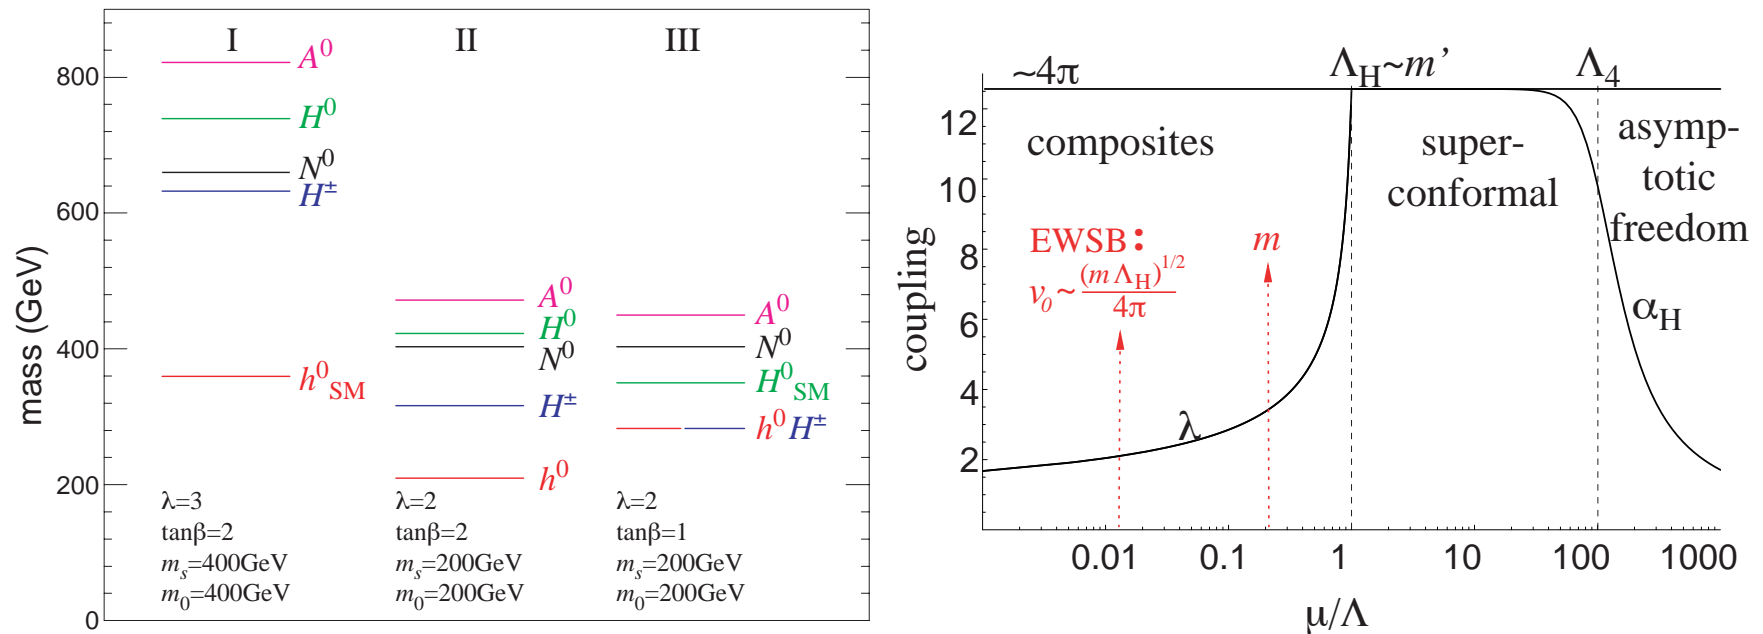 I II III
A⁰
H⁰
N⁰
H±
h⁰SM
A⁰
H⁰
N⁰
H±
h⁰
A⁰
N⁰
H⁰SM
h⁰ H±
λ=3
tanβ=2
mₛ=400GeV
m₀=400GeV
λ=2
tanβ=2
mₛ=200GeV
m₀=200GeV
λ=2
tanβ=1
mₛ=200GeV
m₀=200GeV
800
600
400
200
0
mass (GeV)
~4π
Λ_H~m’
Λ₄
composites
super-
conformal
asymp-
totic
freedom
EWSB:
v₀~(m Λ_H)^1/2
4π
m
λ
α_H
12
10
8
6
4
2
coupling
0.01 0.1 1 10 100 1000
μ/Λ